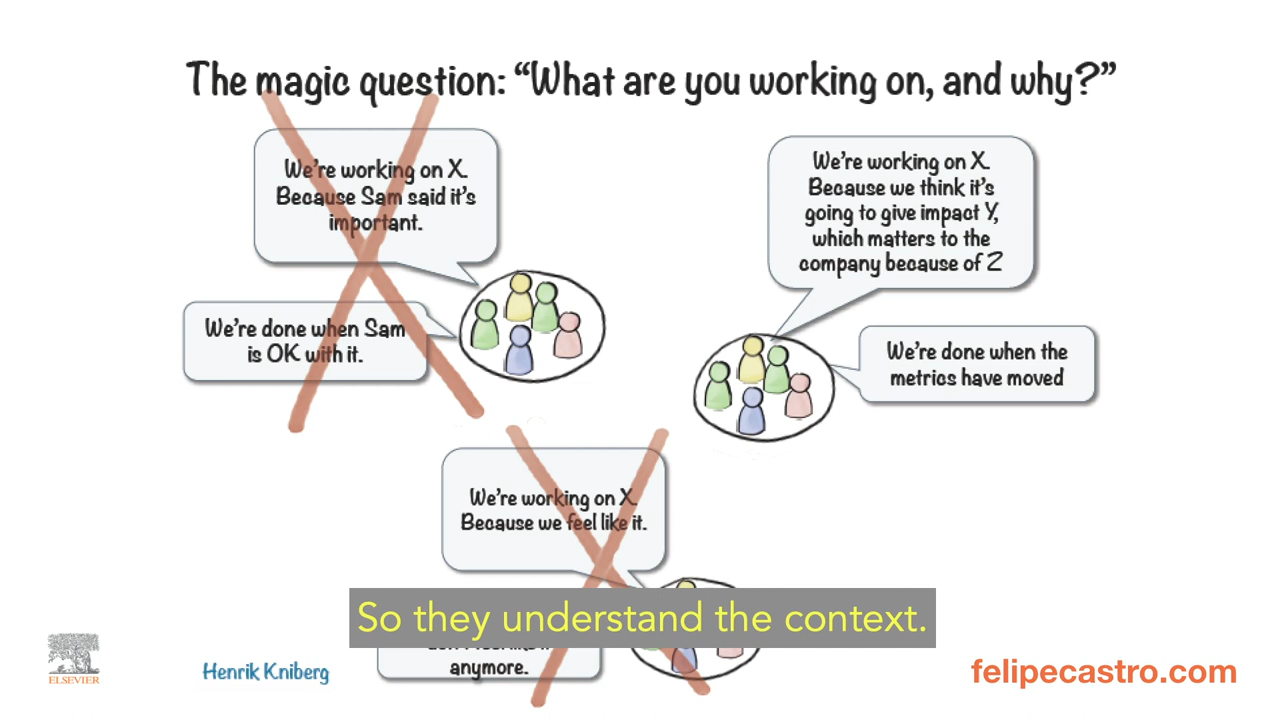 The magic question: “What are you working on, and why?”
We're working on X.
Because Sam said it's
important.
We're done when Sam
is OK with it.
We're working on X.
Because we think it's
going to give impact Y,
which matters to the
company because of Z
We're done when the
metrics have moved
We're working on X.
Because we feel like it.
anymore.
So they understand the context.
ELSEVIER
Henrik Kniberg
felipecastro.com